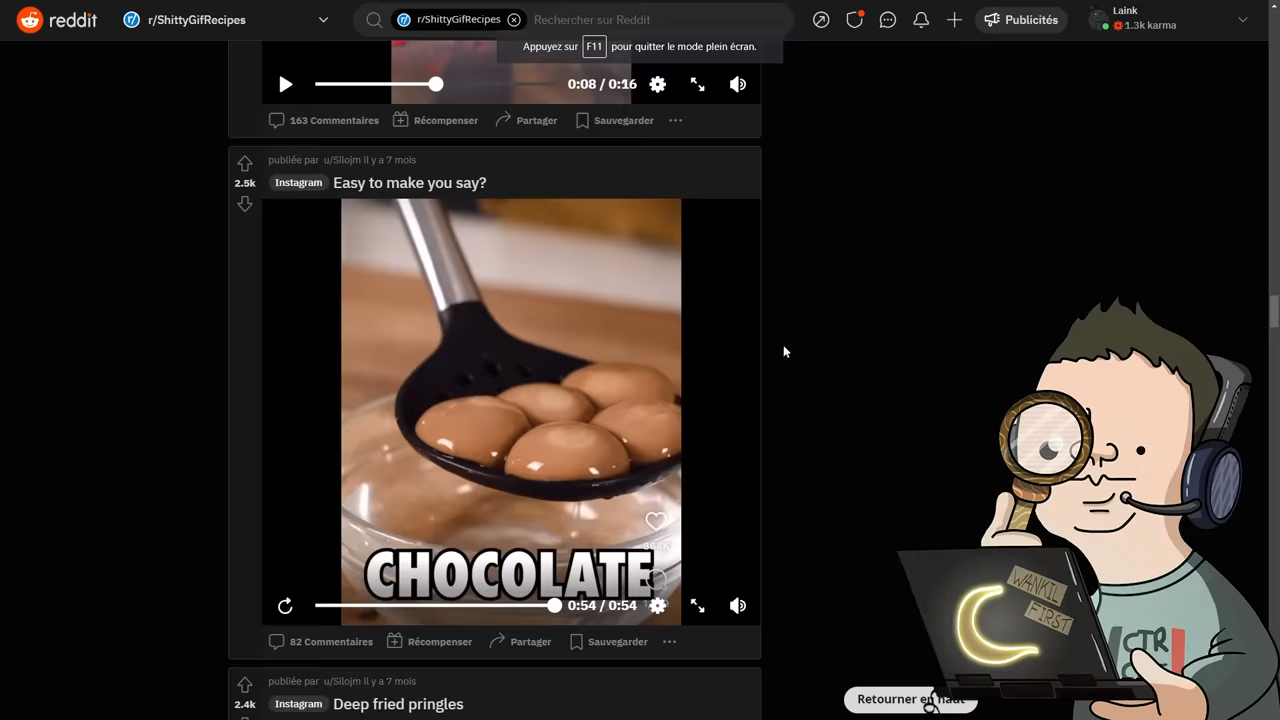 reddit
r/ShittyGifRecipes
r/ShittyGifRecipes
Rechercher sur Reddit
Publicités
Laink
1.3k karma
Appuyez sur F11 pour quitter le mode plein écran.
0:08 / 0:16
163 Commentaires
Récompenser
Partager
Sauvegarder
publiée par u/Silojm il y a 7 mois
2.5k
Instagram Easy to make you say?
CHOCOLATE
0:54 / 0:54
82 Commentaires
Récompenser
Partager
Sauvegarder
publiée par u/Silojm il y a 7 mois
2.4k
Instagram Deep fried pringles
Retourner en haut
WANKIL
FIRST
CTR